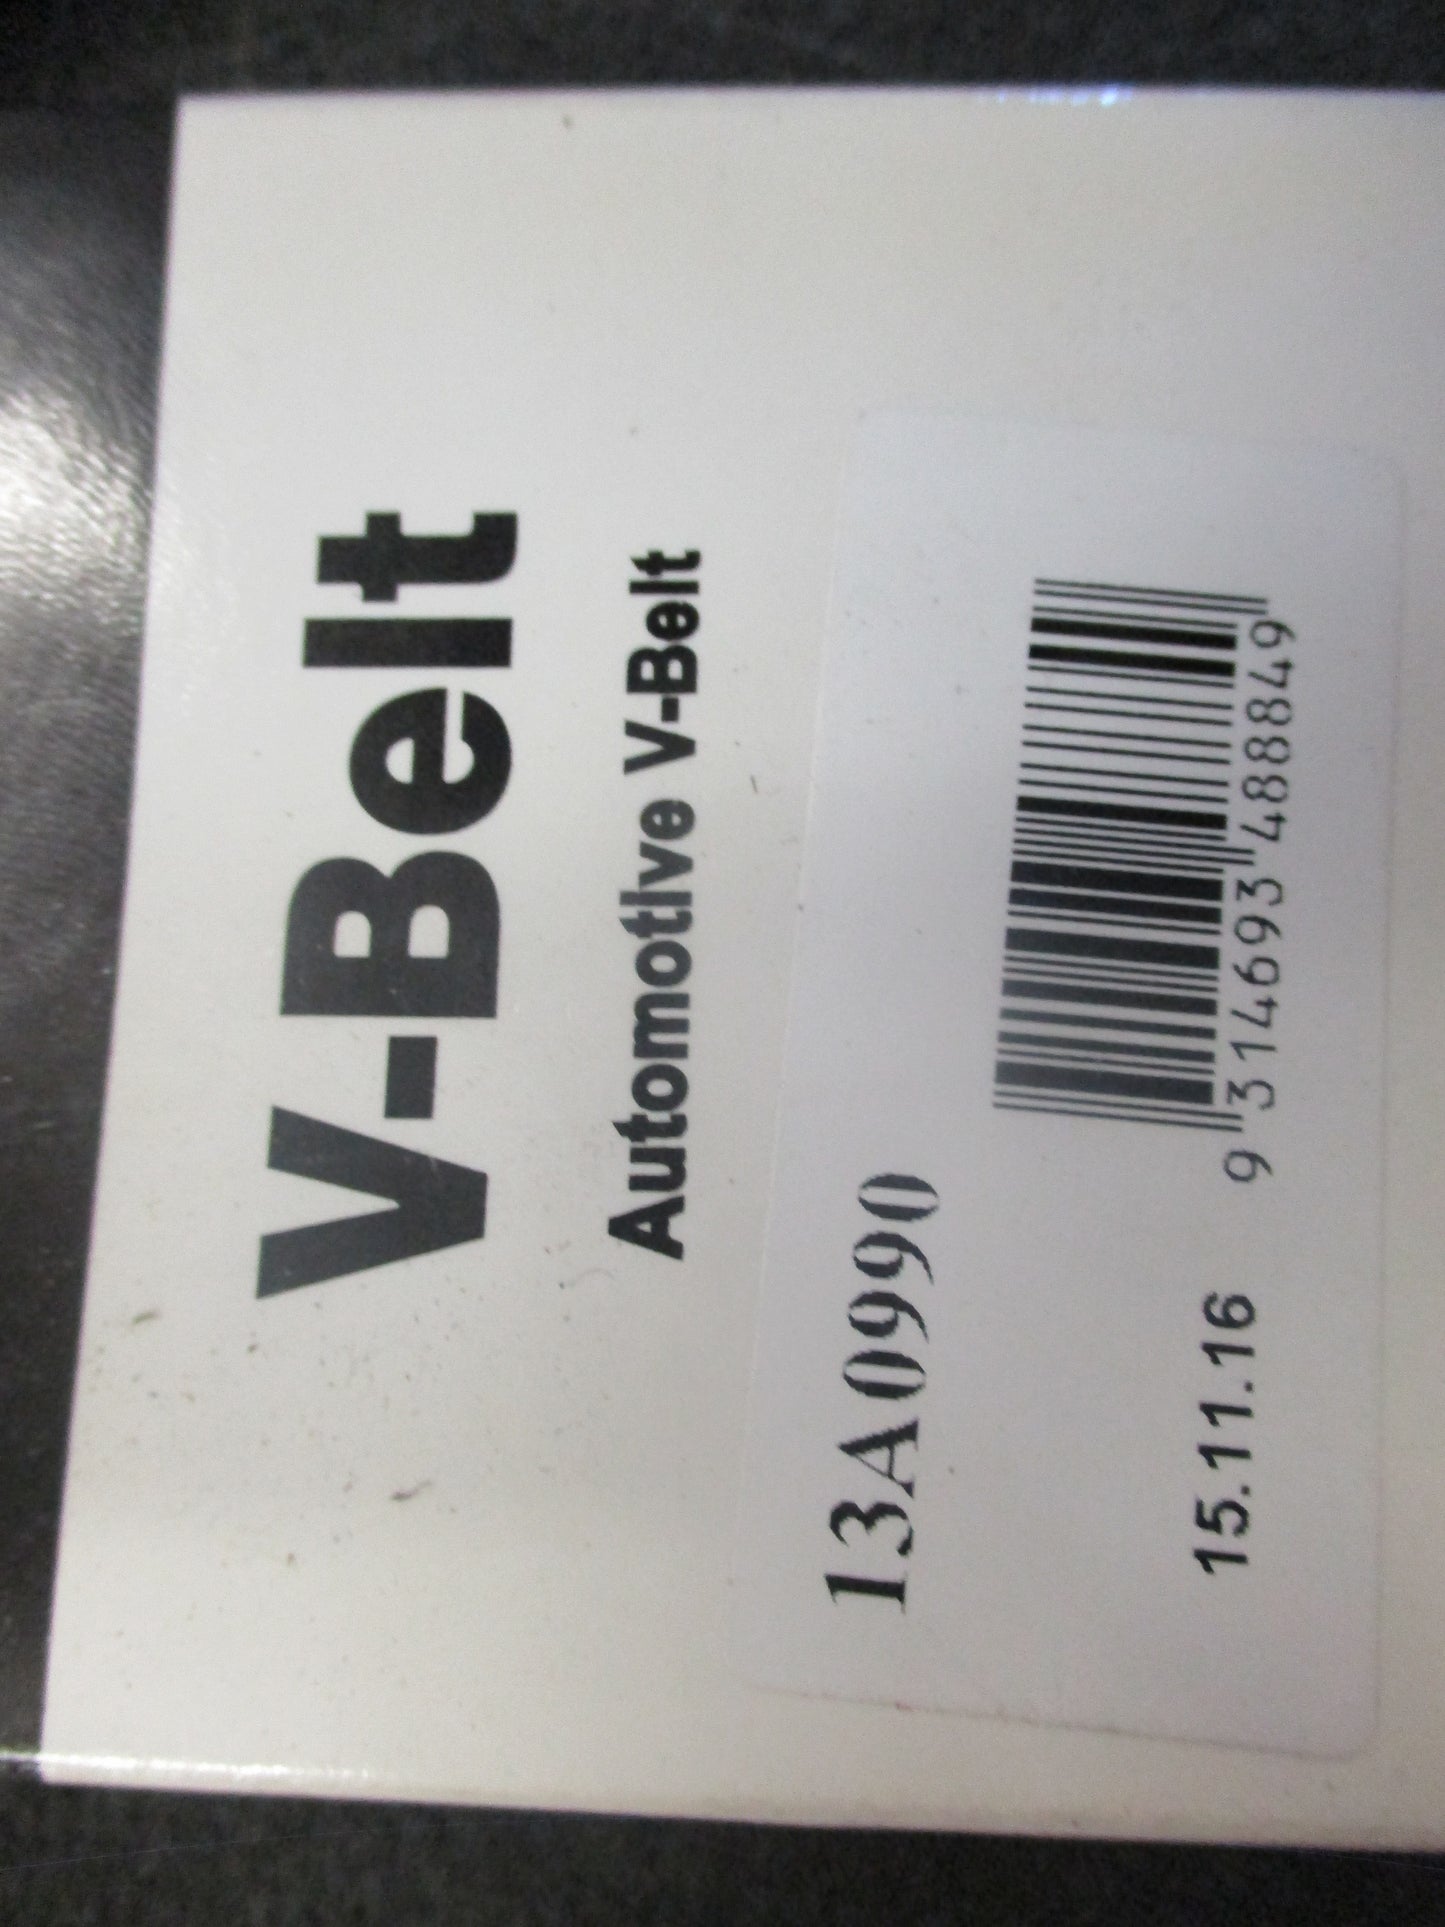 V-Belt
Automotive V-Belt
13A0990
15.11.16
9 314693 488849